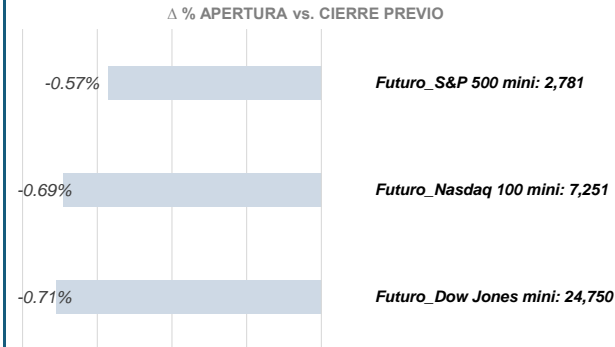 Δ % APERTURA vs. CIERRE PREVIO
-0.57% Futuro_S&P 500 mini: 2,781
-0.69% Futuro_Nasdaq 100 mini: 7,251
-0.71% Futuro_Dow Jones mini: 24,750